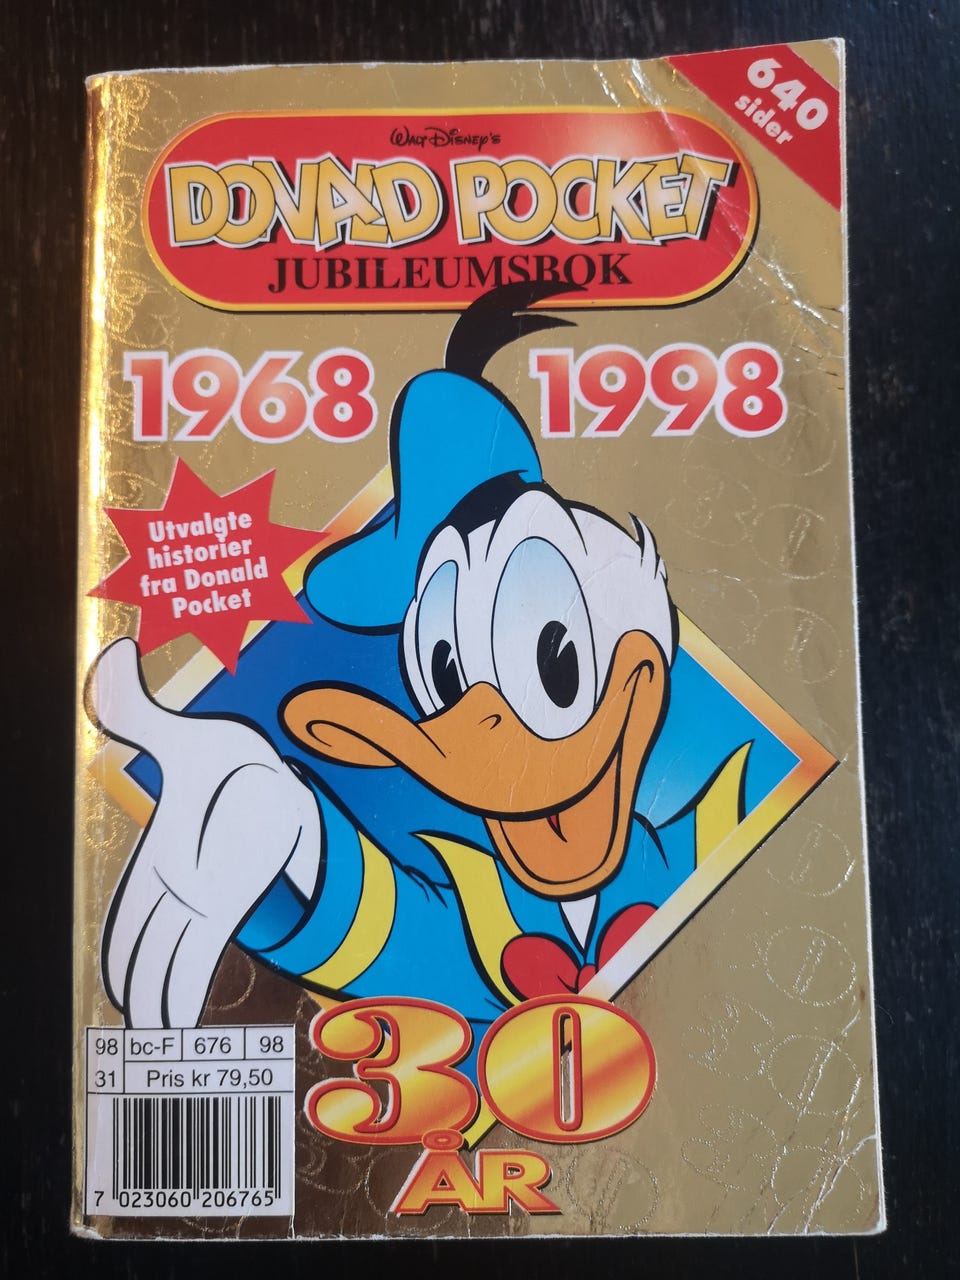 640
sider
WALT DISNEY'S
DONALD POCKET
JUBILEUMSBOK
1968 1998
Utvalgte
historier
fra Donald
Pocket
30
ÅR
98 bc-F 676 98
31 Pris kr 79,50
7 023060 206765